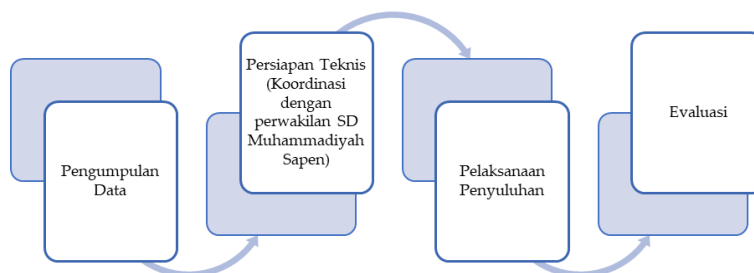 Pengumpulan
Data
Persiapan Teknis
(Koordinasi
dengan
perwakilan SD
Muhammadiyah
Sapen)
Pelaksanaan
Penyuluhan
Evaluasi